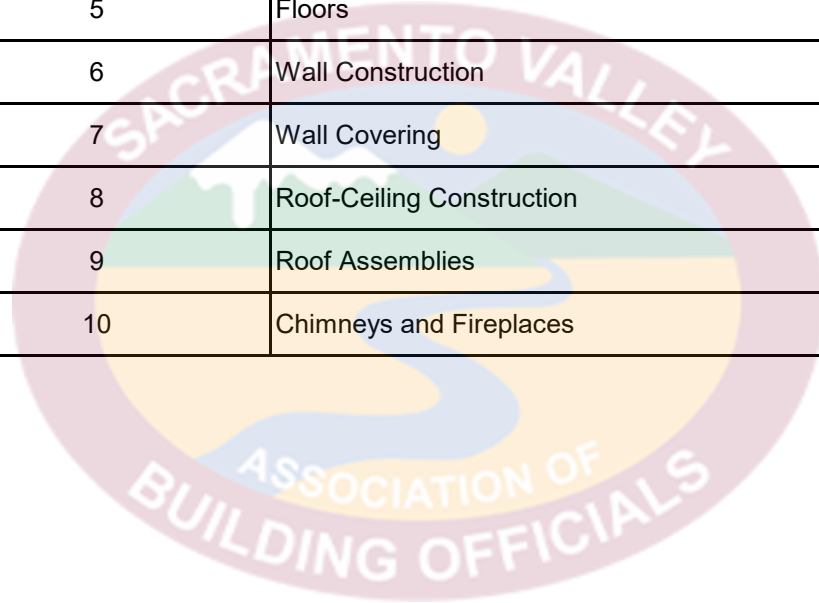 5 Floors
6 Wall Construction
7 Wall Covering
8 Roof-Ceiling Construction
9 Roof Assemblies
10 Chimneys and Fireplaces
SACRAMENTO VALLEY
ASSOCIATION OF
BUILDING OFFICIALS